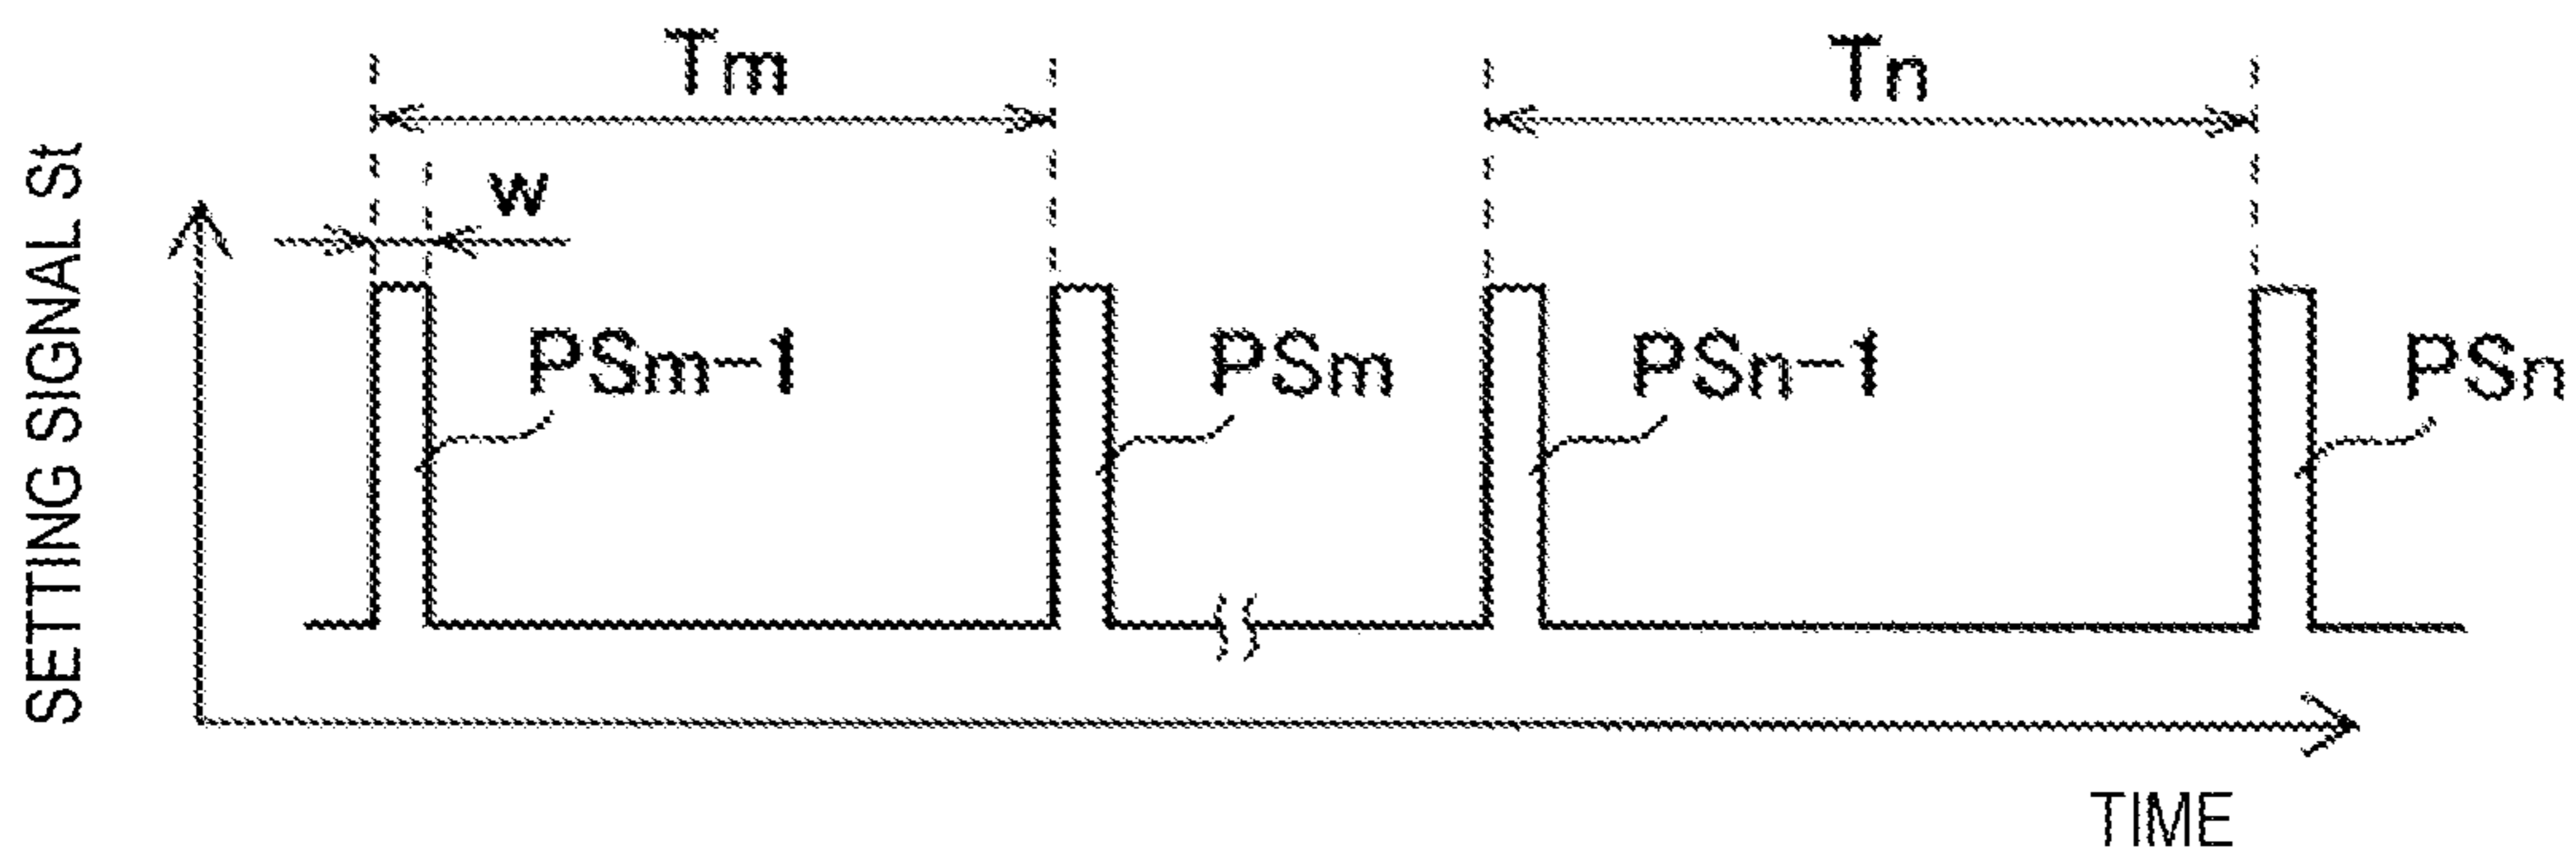 Tm
Tn
w
SETTING SIGNAL St
PSm-1
PSm
PSn-1
PSn
TIME